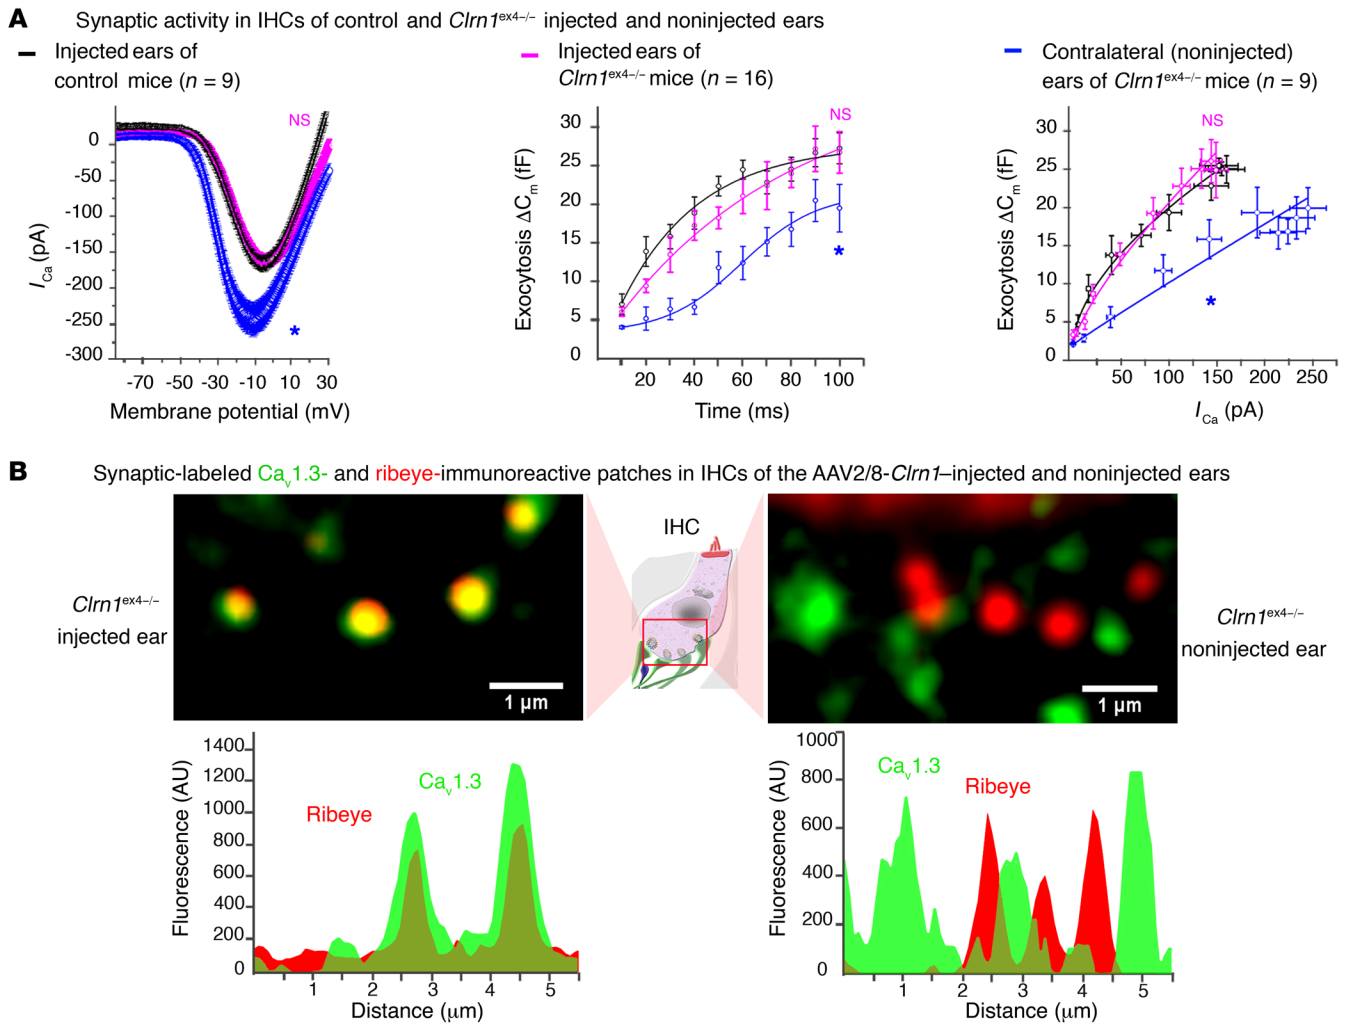 A Synaptic activity in IHCs of control and Clrn1ex4–/– injected and noninjected ears
Injected ears of
control mice (n = 9)
Injected ears of
Clrn1ex4–/– mice (n = 16)
Contralateral (noninjected)
ears of Clrn1ex4–/– mice (n = 9)
NS
0
-50
-100
-150
-200
-250
-300
ICa (pA)
*
-70 -50 -30 -10 10 30
Membrane potential (mV)
NS
30
25
20
15
10
5
0
Exocytosis ΔCm (fF)
*
20 40 60 80 100
Time (ms)
NS
30
25
20
15
10
5
0
Exocytosis ΔCm (fF)
*
50 100 150 200 250
ICa (pA)
B Synaptic-labeled Cav1.3- and ribeye-immunoreactive patches in IHCs of the AAV2/8-Clrn1–injected and noninjected ears
Clrn1ex4–/–
injected ear
1 µm
IHC
Clrn1ex4–/–
noninjected ear
1 µm
1400
1200
1000
800
600
400
200
0
Fluorescence (AU)
Cav1.3
Ribeye
1 2 3 4 5
Distance (µm)
1000
800
600
400
200
0
Fluorescence (AU)
Cav1.3
Ribeye
1 2 3 4 5
Distance (µm)